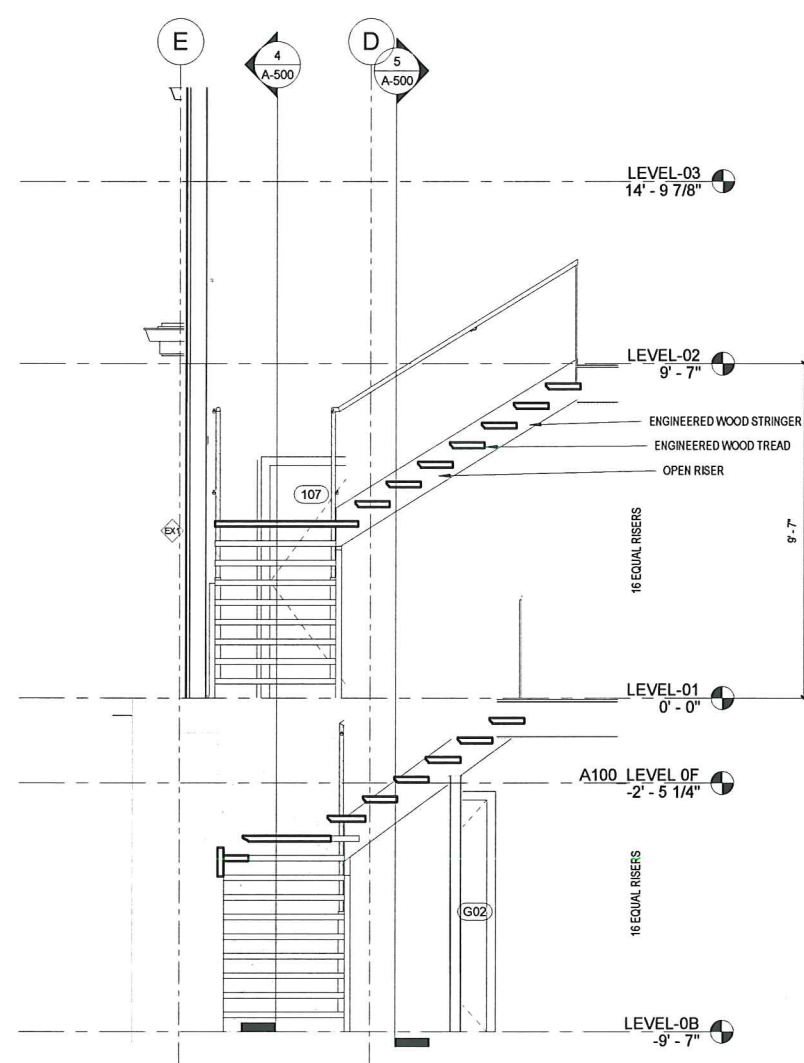 E
4
A-500
D
5
A-500
LEVEL-03
14' - 9 7/8"
LEVEL-02
9' - 7"
ENGINEERED WOOD STRINGER
ENGINEERED WOOD TREAD
OPEN RISER
107
EX1
16 EQUAL RISERS
9' - 7"
LEVEL-01
0' - 0"
A100 LEVEL 0F
-2' - 5 1/4"
G02
16 EQUAL RISERS
LEVEL-0B
-9' - 7"